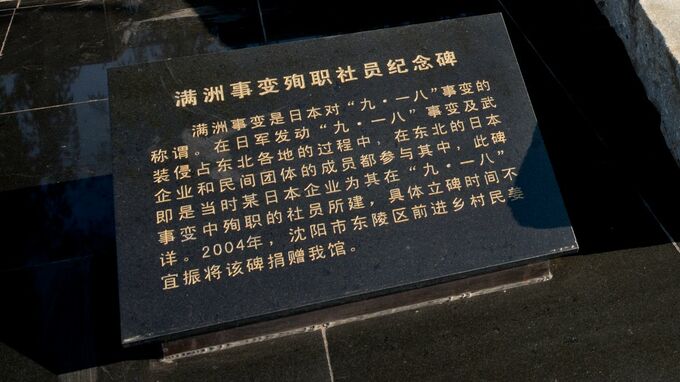 满洲事变殉职社员纪念碑
满洲事变是日本对“九·一八”事变的
称谓。在日军发动“九·一八”事变及武
装侵占东北各地的过程中，在东北的日本
企业和民间团体的成员都参与其中，此碑
即是当时某日本企业为其在“九·一八”
事变中殉职的社员所建，具体立碑时间不
详。2004年，沈阳市东陵区前进乡村民姜
宜振将该碑捐赠我馆。